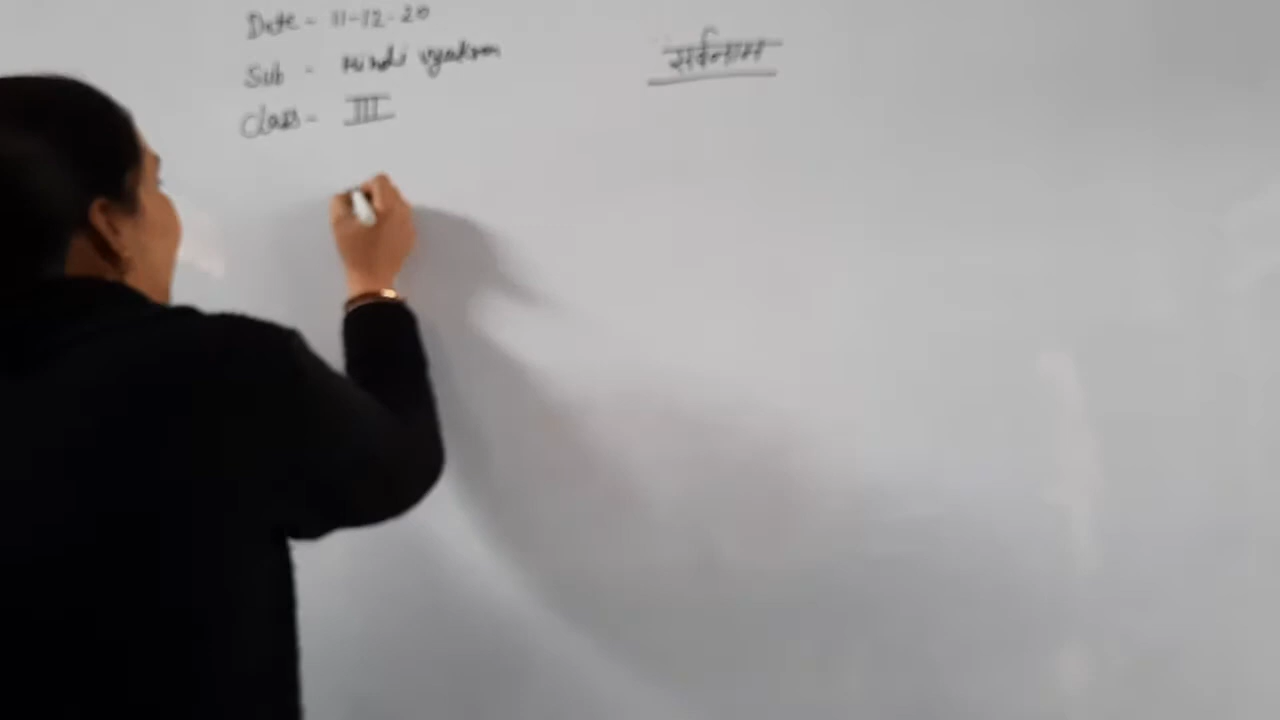 Date - 11-12-20
Sub - Hindi vyakran
Class - III
सर्वनाम